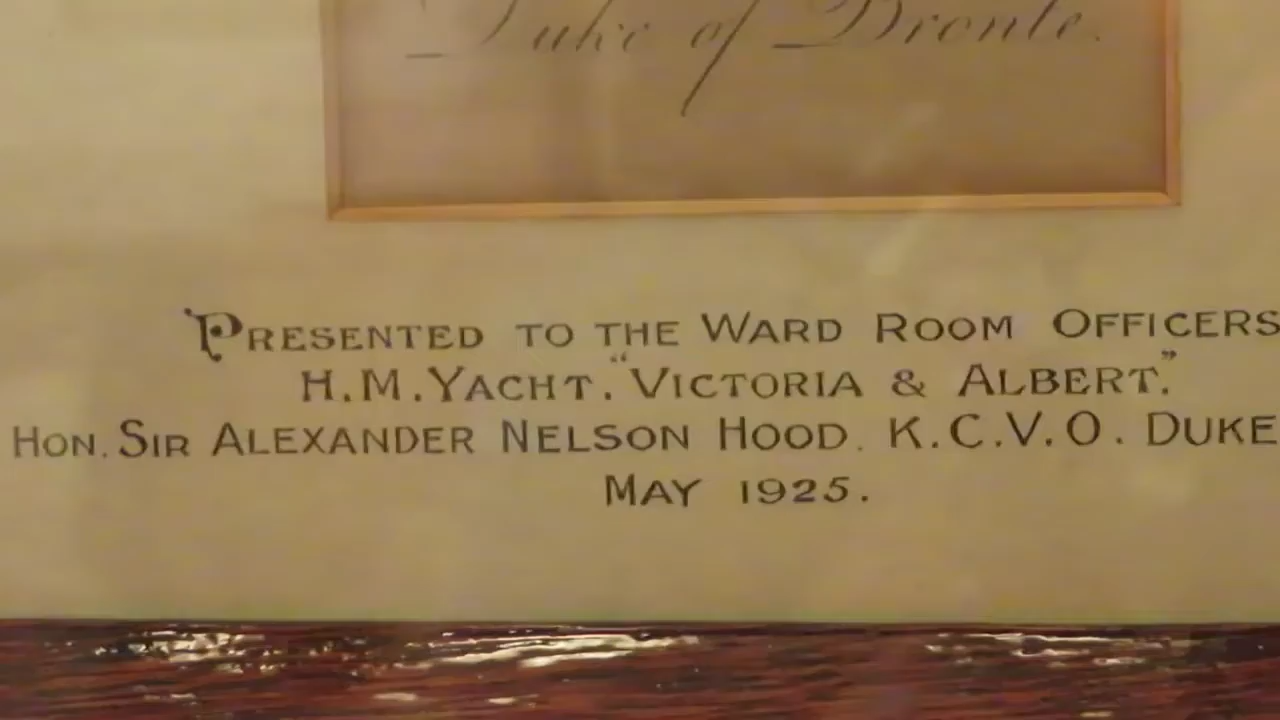 Duke of Bronte.
PRESENTED TO THE WARD ROOM OFFICERS
H.M. YACHT. "VICTORIA & ALBERT."
HON. SIR ALEXANDER NELSON HOOD. K.C.V.O. DUKE
MAY 1925.